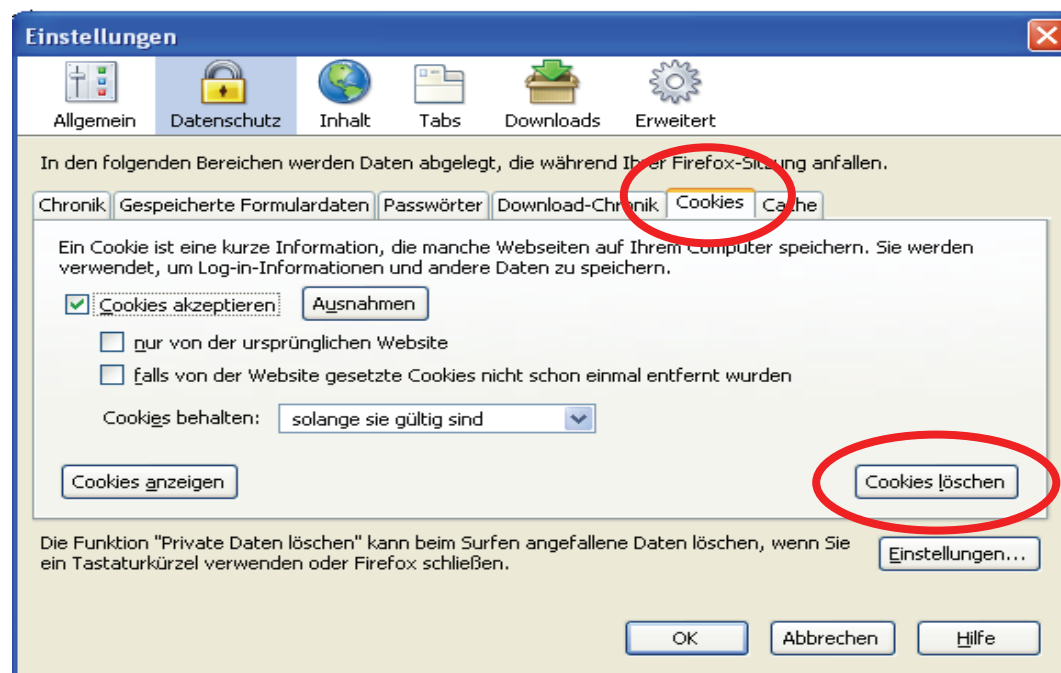 Einstellungen
Allgemein Datenschutz Inhalt Tabs Downloads Erweitert
In den folgenden Bereichen werden Daten abgelegt, die während Ihrer Firefox-Sitzung anfallen.
Chronik Gespeicherte Formulardaten Passwörter Download-Chronik Cookies Cache
Ein Cookie ist eine kurze Information, die manche Webseiten auf Ihrem Computer speichern. Sie werden
verwendet, um Log-in-Informationen und andere Daten zu speichern.
Cookies akzeptieren Ausnahmen
nur von der ursprünglichen Website
falls von der Website gesetzte Cookies nicht schon einmal entfernt wurden
Cookies behalten: solange sie gültig sind
Cookies anzeigen Cookies löschen
Die Funktion "Private Daten löschen" kann beim Surfen angefallene Daten löschen, wenn Sie
ein Tastaturkürzel verwenden oder Firefox schließen.
Einstellungen...
OK Abbrechen Hilfe